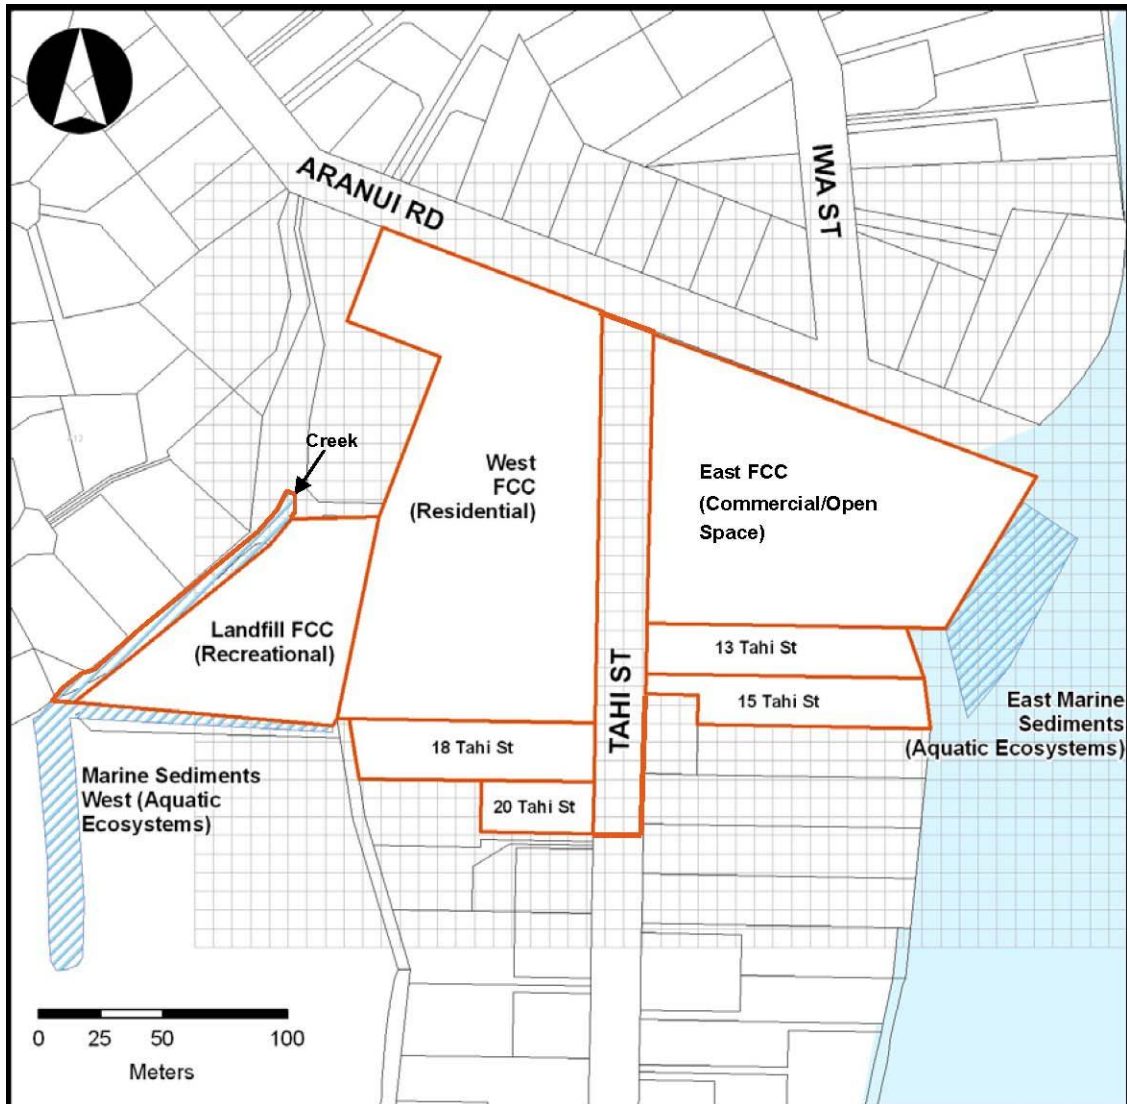 ARANUI RD
IWA ST
Creek
West
FCC
(Residential)
East FCC
(Commercial/Open
Space)
Landfill FCC
(Recreational)
13 Tahi St
15 Tahi St
TAHI ST
18 Tahi St
20 Tahi St
East Marine
Sediments
(Aquatic Ecosystems)
Marine Sediments
West (Aquatic
Ecosystems)
0 25 50 100
Meters